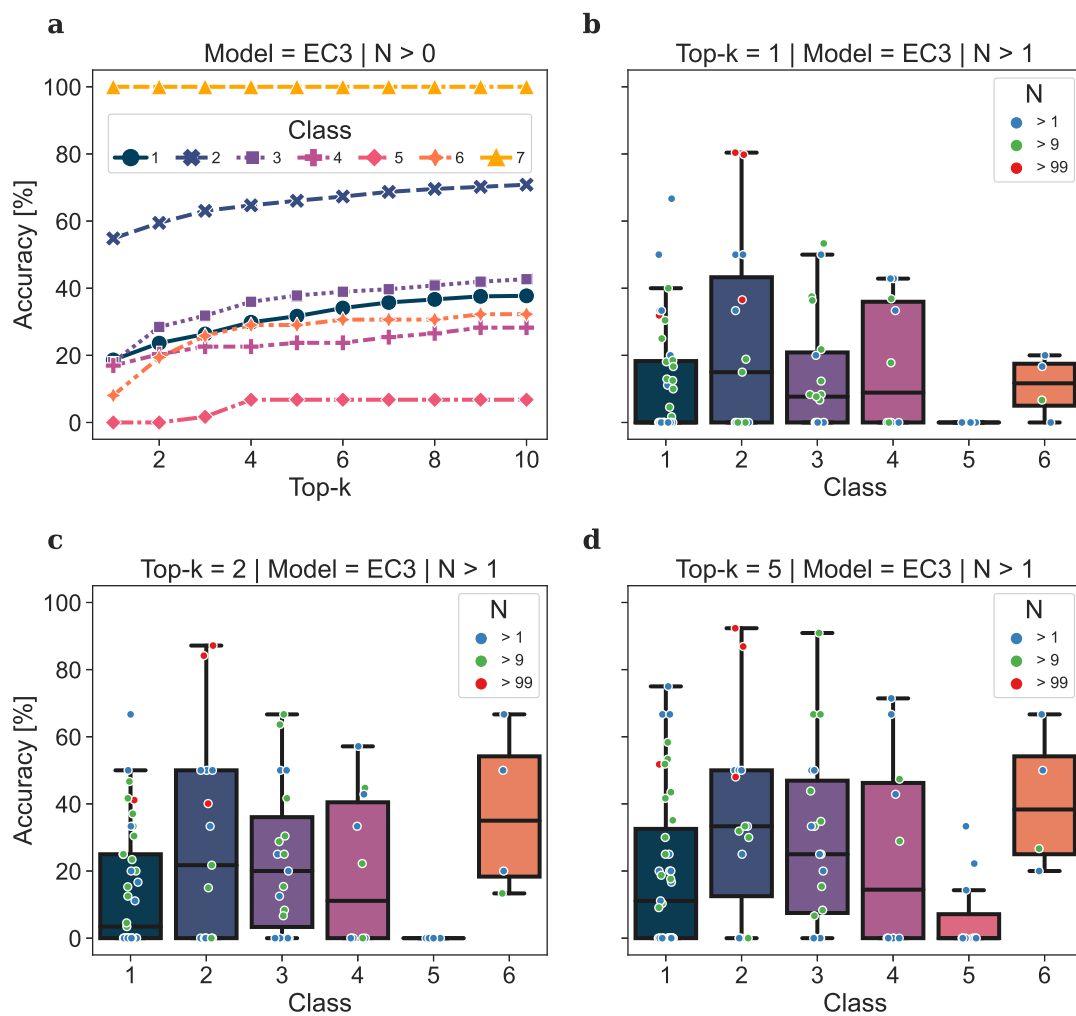 a
Model = EC3 | N > 0
100
80
60
40
20
0
Accuracy [%]
Class
1 2 3 4 5 6 7
2 4 6 8 10
Top-k
b
Top-k = 1 | Model = EC3 | N > 1
N
> 1
> 9
> 99
1 2 3 4 5 6
Class
c
Top-k = 2 | Model = EC3 | N > 1
100
80
60
40
20
0
Accuracy [%]
N
> 1
> 9
> 99
1 2 3 4 5 6
Class
d
Top-k = 5 | Model = EC3 | N > 1
N
> 1
> 9
> 99
1 2 3 4 5 6
Class